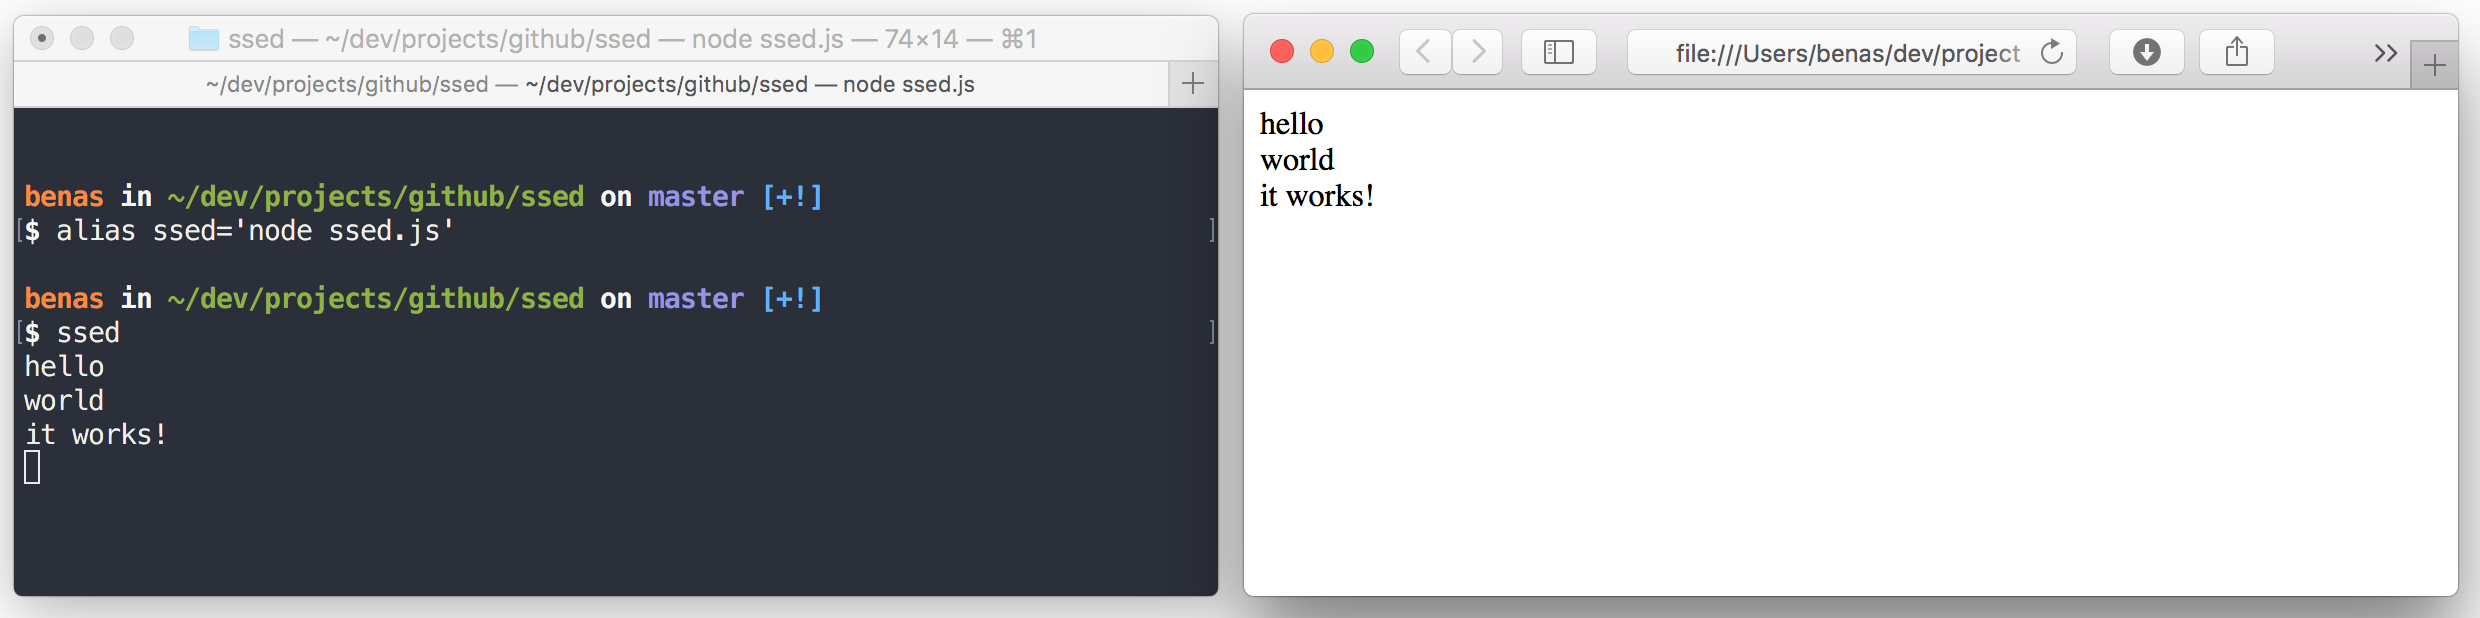 ssed — ~/dev/projects/github/ssed — node ssed.js — 74×14 — ⌘1
~/dev/projects/github/ssed — ~/dev/projects/github/ssed — node ssed.js
benas in ~/dev/projects/github/ssed on master [+!]
[$ alias ssed='node ssed.js' ]
benas in ~/dev/projects/github/ssed on master [+!]
[$ ssed ]
hello
world
it works!
file:///Users/benas/dev/project
hello
world
it works!